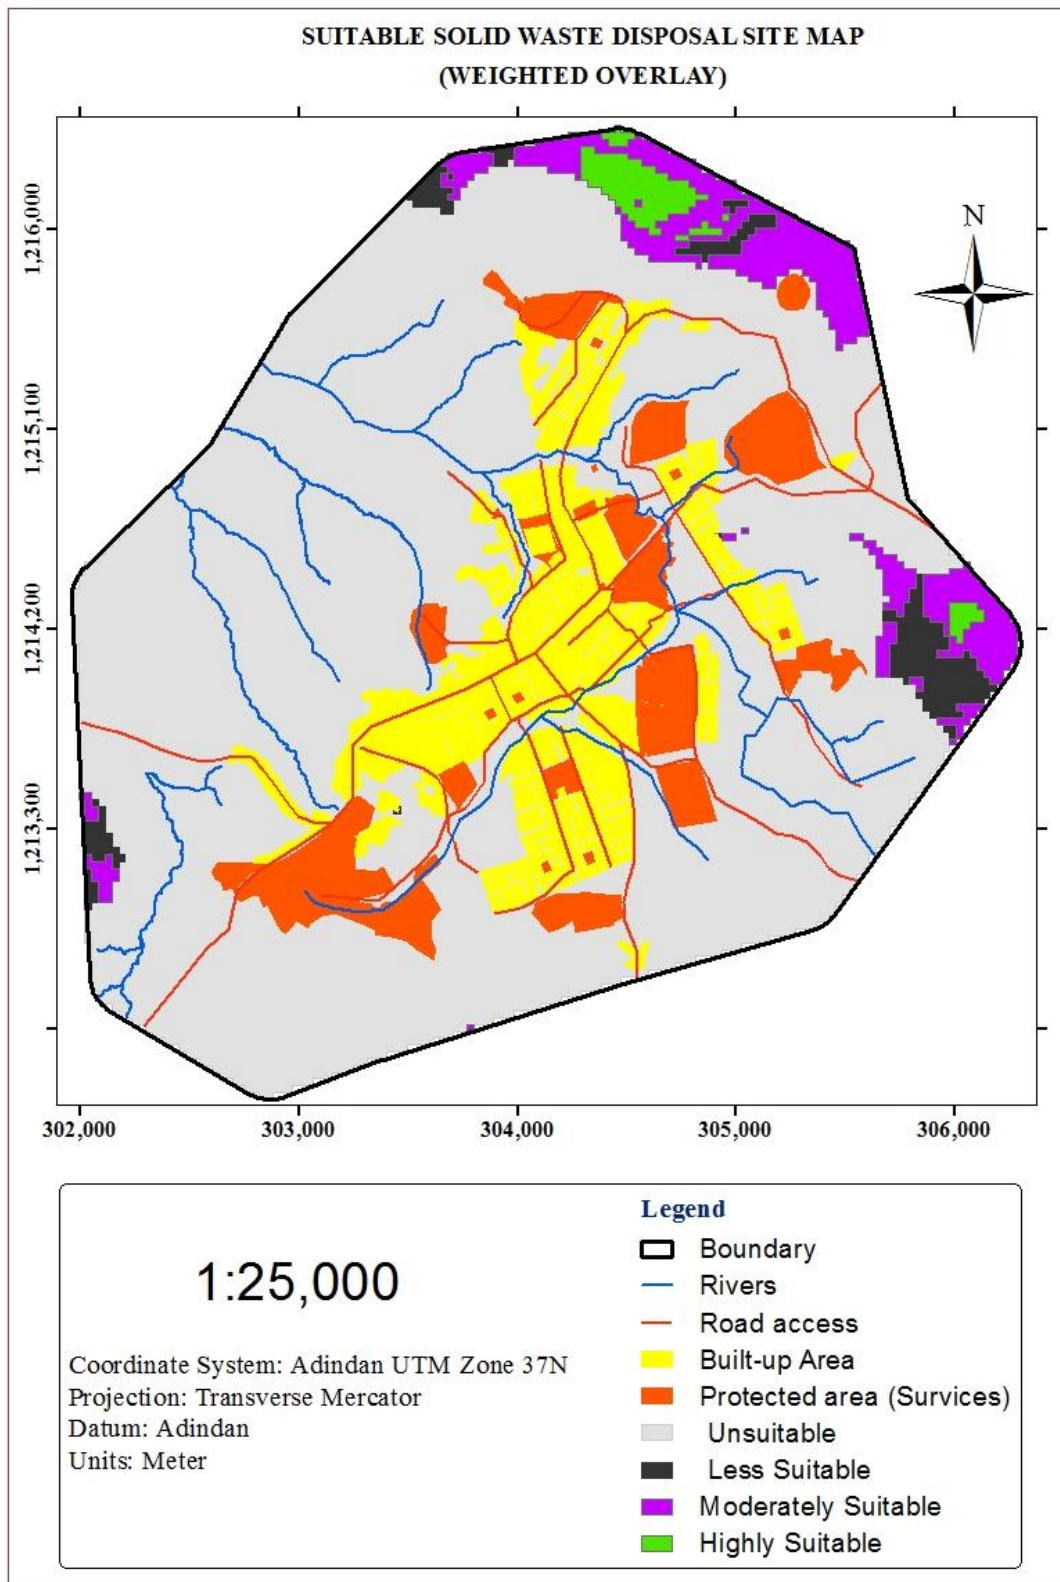 SUITABLE SOLID WASTE DISPOSAL SITE MAP
(WEIGHTED OVERLAY)
N
1,216,000
1,215,100
1,214,200
1,213,300
302,000 303,000 304,000 305,000 306,000
1:25,000
Coordinate System: Adindan UTM Zone 37N
Projection: Transverse Mercator
Datum: Adindan
Units: Meter
Legend
Boundary
Rivers
Road access
Built-up Area
Protected area (Survices)
Unsuitable
Less Suitable
Moderately Suitable
Highly Suitable